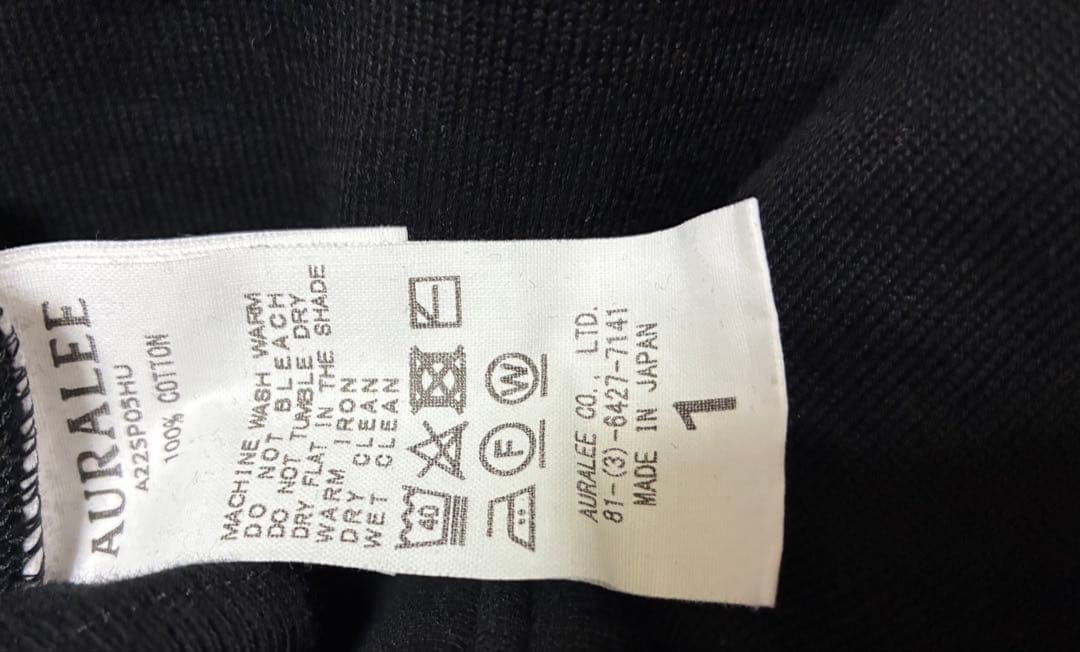 AURALEE
A22SP05HU
100% COTTON
MACHINE WASH WARM
DO NOT BLEACH
DO NOT TUMBLE DRY
DRY FLAT IN THE SHADE
WARM IRON
DRY CLEAN
WET CLEAN
40
F
W
AURALEE CO., LTD.
81-(3)-6427-7141
MADE IN JAPAN
1